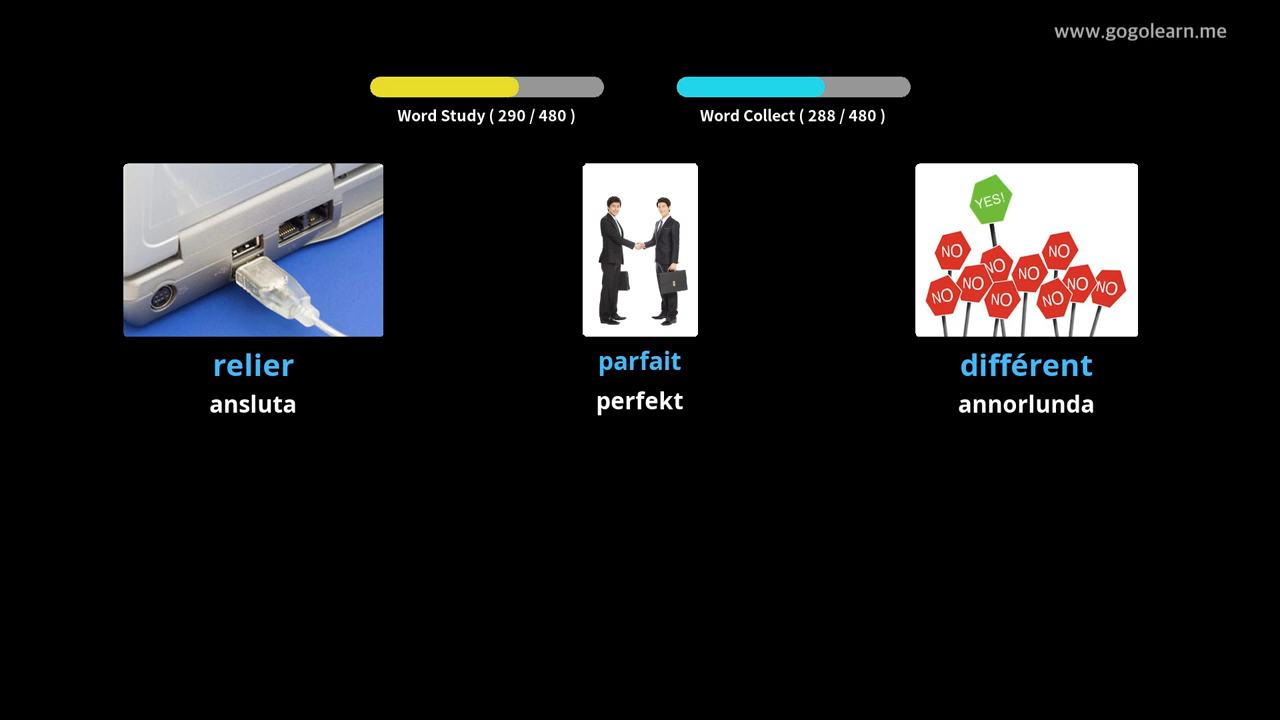 www.gogolearn.me
Word Study ( 290 / 480 )
Word Collect ( 288 / 480 )
YES!
NO
NO
NO
NO
NO
NO
NO
NO
NO
NO
relier
parfait
différent
ansluta
perfekt
annorlunda